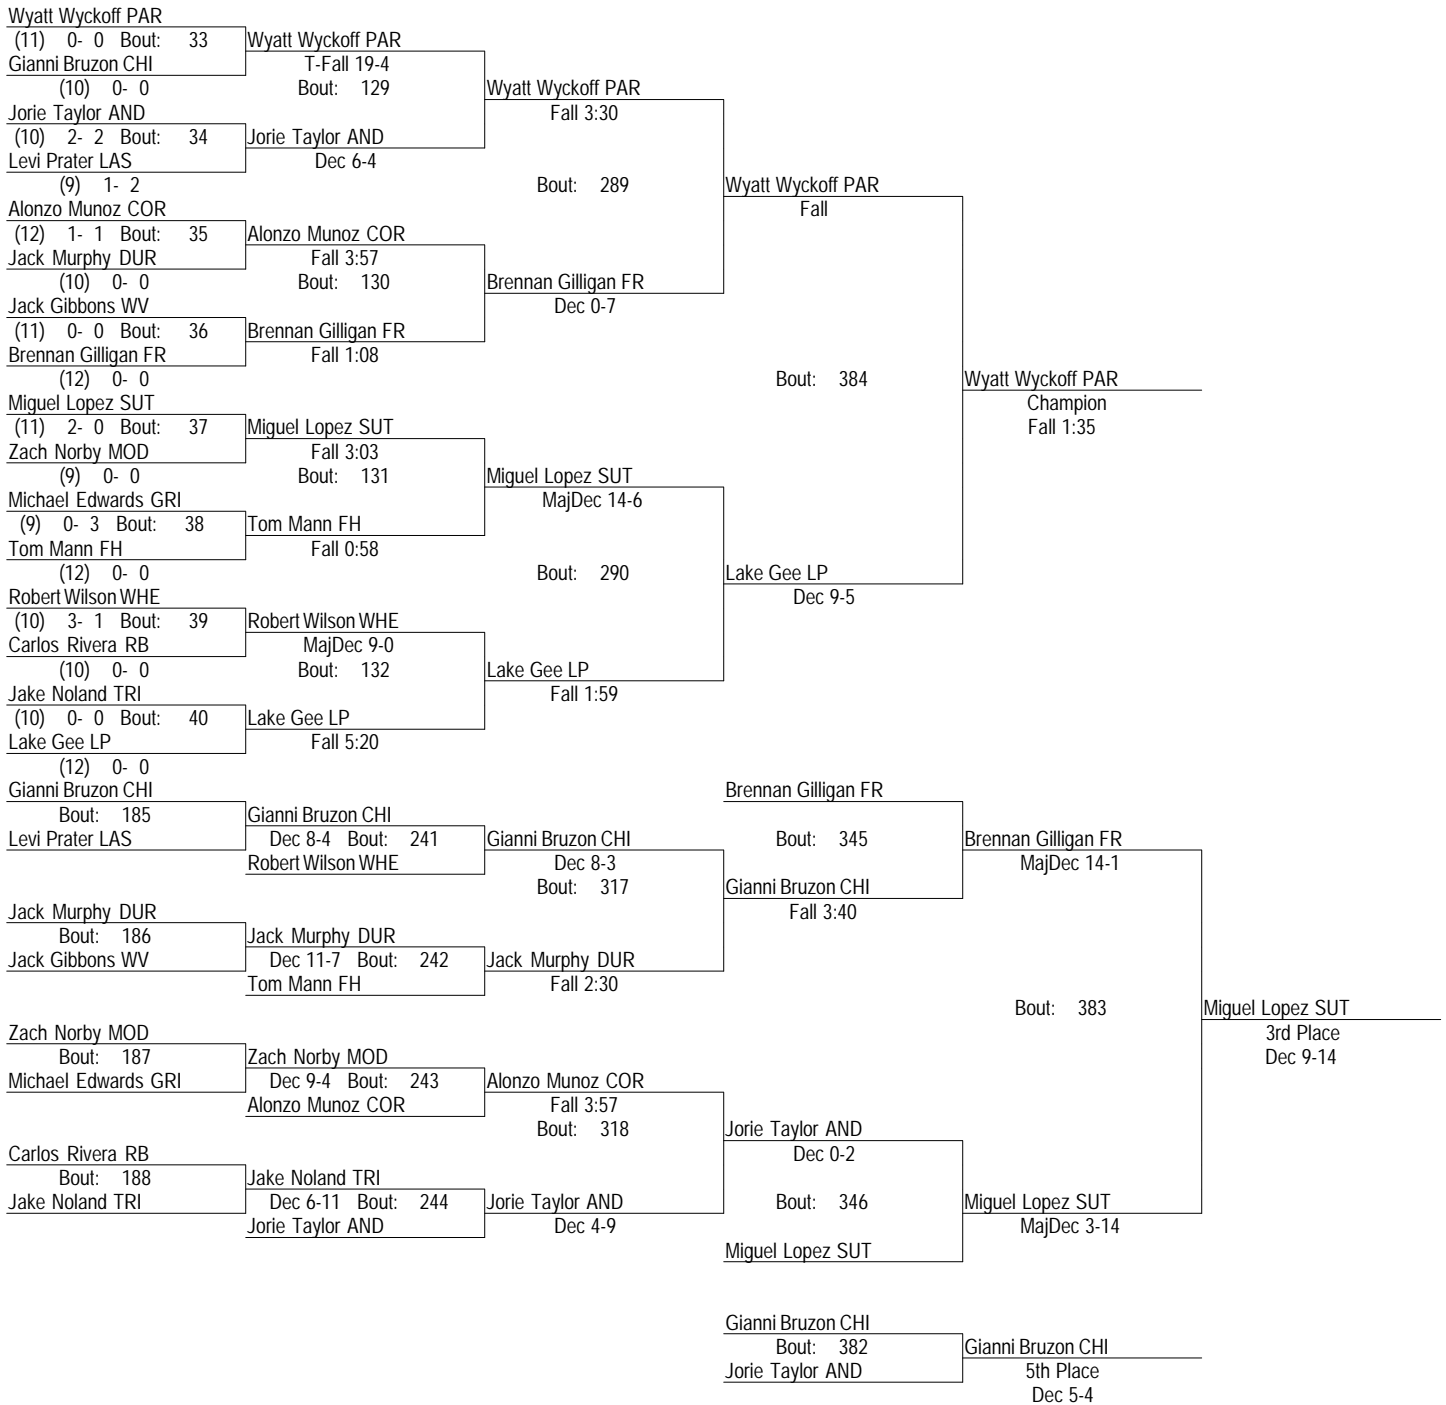 Wyatt Wyckoff PAR
(11) 0- 0 Bout: 33 Wyatt Wyckoff PAR
Gianni Bruzon CHI T-Fall 19-4
(10) 0- 0 Bout: 129 Wyatt Wyckoff PAR
Jorie Taylor AND Fall 3:30
(10) 2- 2 Bout: 34 Jorie Taylor AND
Levi Prater LAS Dec 6-4
(9) 1- 2 Bout: 289 Wyatt Wyckoff PAR
Alonzo Munoz COR Fall
(12) 1- 1 Bout: 35 Alonzo Munoz COR
Jack Murphy DUR Fall 3:57
(10) 0- 0 Bout: 130 Brennan Gilligan FR
Jack Gibbons WV Dec 0-7
(11) 0- 0 Bout: 36 Brennan Gilligan FR
Brennan Gilligan FR Fall 1:08
(12) 0- 0 Bout: 384 Wyatt Wyckoff PAR
Miguel Lopez SUT Champion
(11) 2- 0 Bout: 37 Miguel Lopez SUT Fall 1:35
Zach Norby MOD Fall 3:03
(9) 0- 0 Bout: 131 Miguel Lopez SUT
Michael Edwards GRI MajDec 14-6
(9) 0- 3 Bout: 38 Tom Mann FH
Tom Mann FH Fall 0:58
(12) 0- 0 Bout: 290 Lake Gee LP
Robert Wilson WHE Dec 9-5
(10) 3- 1 Bout: 39 Robert Wilson WHE
Carlos Rivera RB MajDec 9-0
(10) 0- 0 Bout: 132 Lake Gee LP
Jake Noland TRI Fall 1:59
(10) 0- 0 Bout: 40 Lake Gee LP
Lake Gee LP Fall 5:20
(12) 0- 0
Gianni Bruzon CHI Brennan Gilligan FR
Bout: 185 Gianni Bruzon CHI
Levi Prater LAS Dec 8-4 Bout: 241 Gianni Bruzon CHI Bout: 345 Brennan Gilligan FR
Robert Wilson WHE Dec 8-3 MajDec 14-1
Bout: 317 Gianni Bruzon CHI
Jack Murphy DUR Fall 3:40
Bout: 186 Jack Murphy DUR
Jack Gibbons WV Dec 11-7 Bout: 242 Jack Murphy DUR
Tom Mann FH Fall 2:30
Bout: 383 Miguel Lopez SUT
Zach Norby MOD 3rd Place
Bout: 187 Zach Norby MOD Dec 9-14
Michael Edwards GRI Dec 9-4 Bout: 243 Alonzo Munoz COR
Alonzo Munoz COR Fall 3:57
Bout: 318 Jorie Taylor AND
Carlos Rivera RB Dec 0-2
Bout: 188 Jake Noland TRI
Jake Noland TRI Dec 6-11 Bout: 244 Jorie Taylor AND Bout: 346 Miguel Lopez SUT
Jorie Taylor AND Dec 4-9 MajDec 3-14
Miguel Lopez SUT
Gianni Bruzon CHI
Bout: 382 Gianni Bruzon CHI
Jorie Taylor AND 5th Place
Dec 5-4